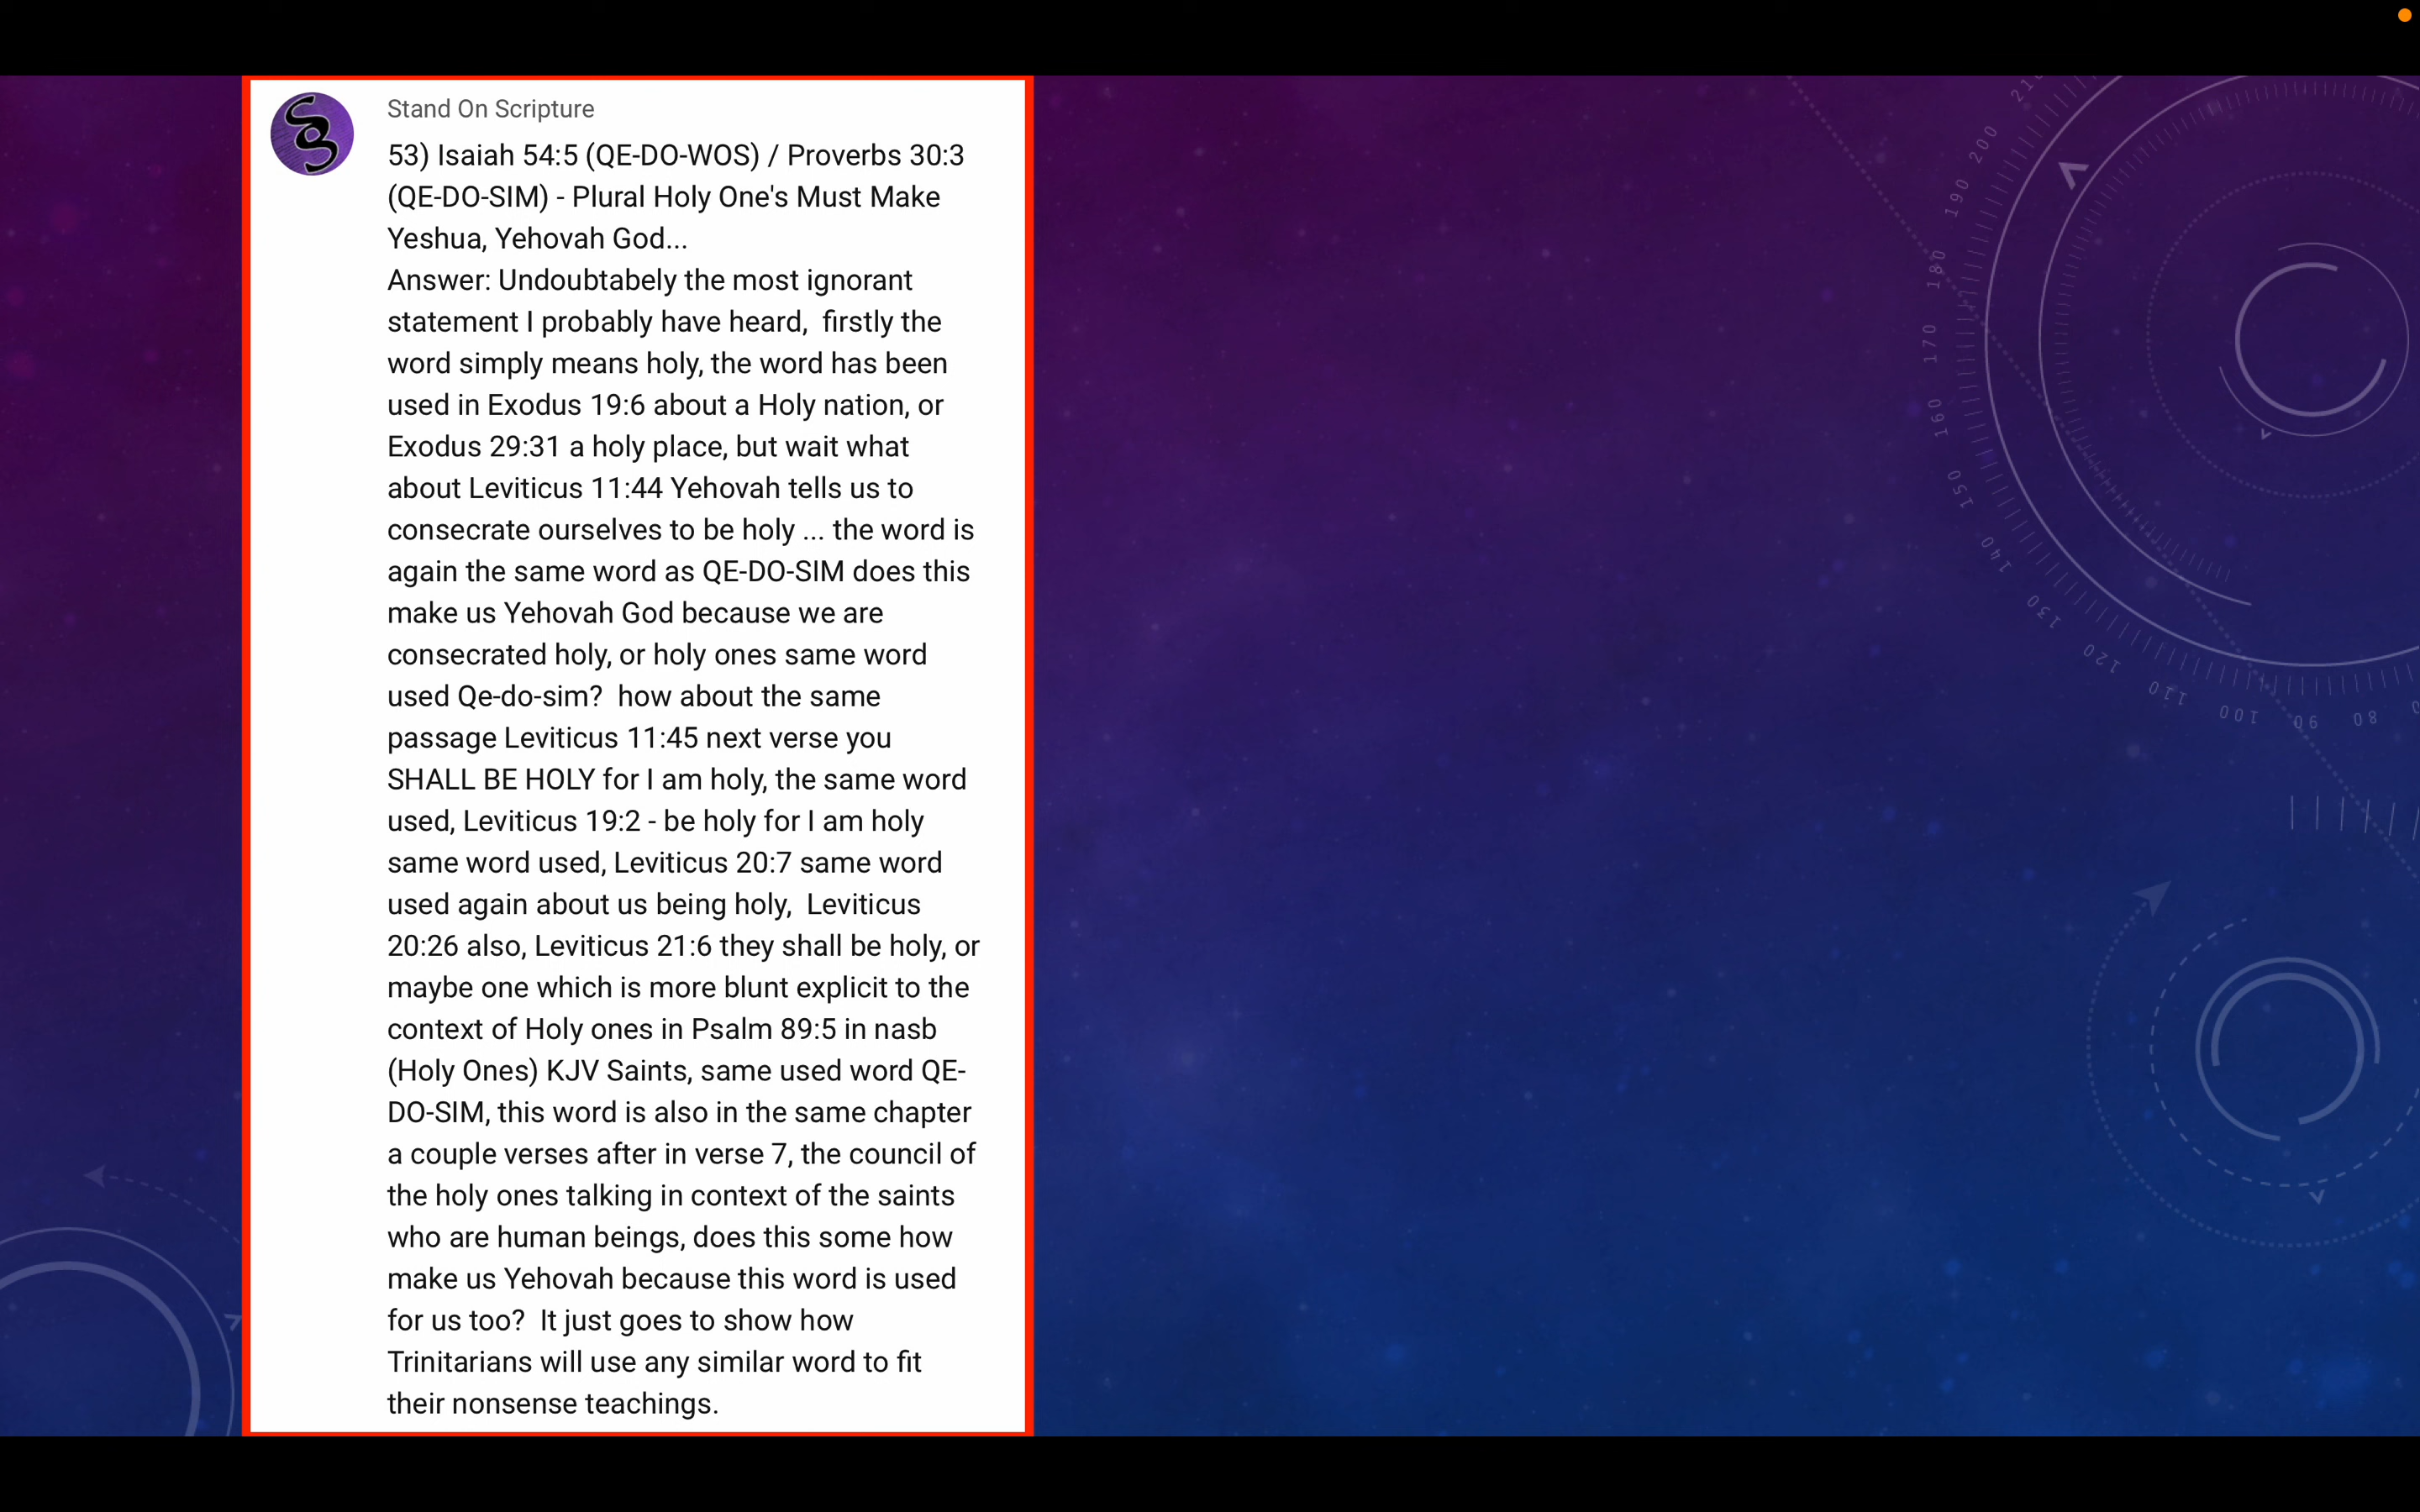 Stand On Scripture
53) Isaiah 54:5 (QE-DO-WOS) / Proverbs 30:3
(QE-DO-SIM) - Plural Holy One's Must Make
Yeshua, Yehovah God...
Answer: Undoubtabely the most ignorant
statement I probably have heard,  firstly the
word simply means holy, the word has been
used in Exodus 19:6 about a Holy nation, or
Exodus 29:31 a holy place, but wait what
about Leviticus 11:44 Yehovah tells us to
consecrate ourselves to be holy ... the word is
again the same word as QE-DO-SIM does this
make us Yehovah God because we are
consecrated holy, or holy ones same word
used Qe-do-sim?  how about the same
passage Leviticus 11:45 next verse you
SHALL BE HOLY for I am holy, the same word
used, Leviticus 19:2 - be holy for I am holy
same word used, Leviticus 20:7 same word
used again about us being holy,  Leviticus
20:26 also, Leviticus 21:6 they shall be holy, or
maybe one which is more blunt explicit to the
context of Holy ones in Psalm 89:5 in nasb
(Holy Ones) KJV Saints, same used word QE-
DO-SIM, this word is also in the same chapter
a couple verses after in verse 7, the council of
the holy ones talking in context of the saints
who are human beings, does this some how
make us Yehovah because this word is used
for us too?  It just goes to show how
Trinitarians will use any similar word to fit
their nonsense teachings.
200
190
180
170
160
150
140
130
120
110
100
90
80